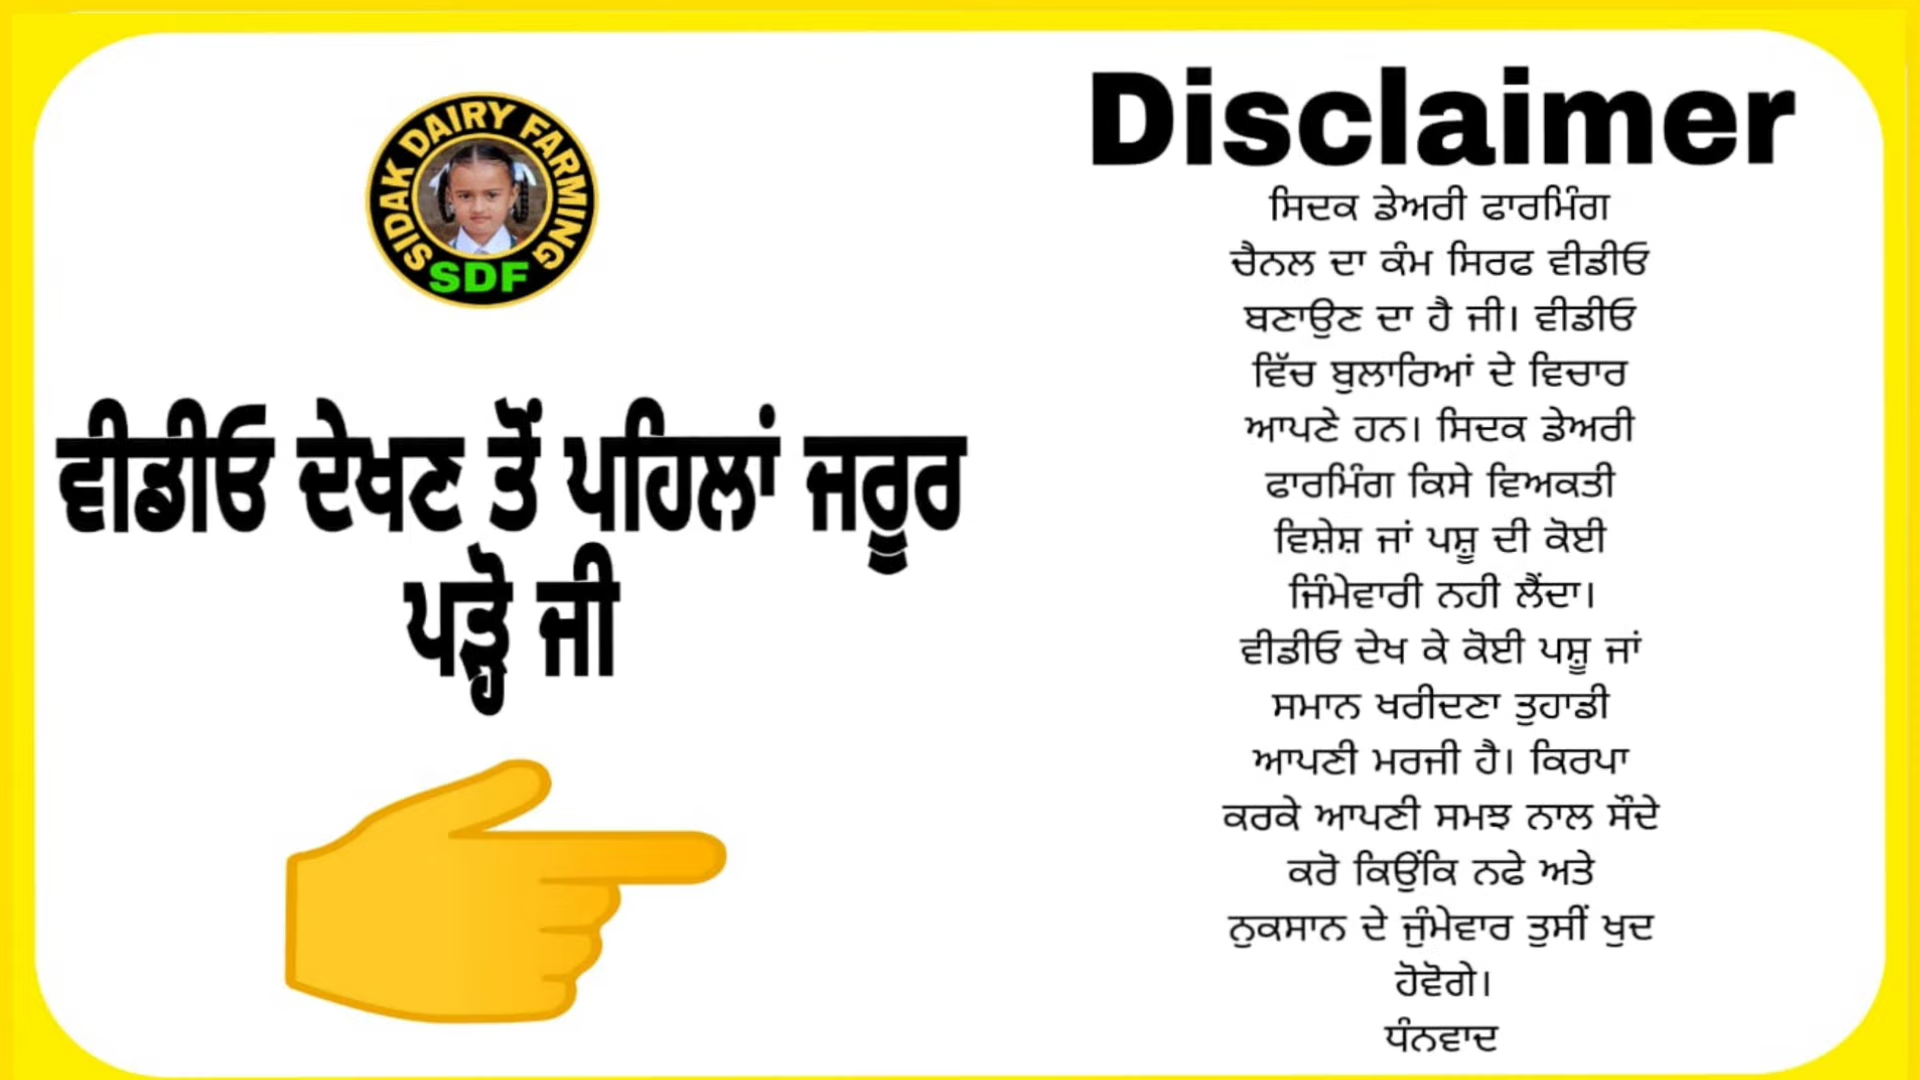 SIDAK DAIRY FARMING
SDF
ਵੀਡੀਓ ਦੇਖਣ ਤੋਂ ਪਹਿਲਾਂ ਜਰੂਰ
ਪੜ੍ਹੋ ਜੀ
Disclaimer
ਸਿਦਕ ਡੇਅਰੀ ਫਾਰਮਿੰਗ
ਚੈਨਲ ਦਾ ਕੰਮ ਸਿਰਫ ਵੀਡੀਓ
ਬਣਾਉਣ ਦਾ ਹੈ ਜੀ। ਵੀਡੀਓ
ਵਿੱਚ ਬੁਲਾਰਿਆਂ ਦੇ ਵਿਚਾਰ
ਆਪਣੇ ਹਨ। ਸਿਦਕ ਡੇਅਰੀ
ਫਾਰਮਿੰਗ ਕਿਸੇ ਵਿਅਕਤੀ
ਵਿਸ਼ੇਸ਼ ਜਾਂ ਪਸ਼ੂ ਦੀ ਕੋਈ
ਜਿੰਮੇਵਾਰੀ ਨਹੀ ਲੈਂਦਾ।
ਵੀਡੀਓ ਦੇਖ ਕੇ ਕੋਈ ਪਸ਼ੂ ਜਾਂ
ਸਮਾਨ ਖਰੀਦਣਾ ਤੁਹਾਡੀ
ਆਪਣੀ ਮਰਜੀ ਹੈ। ਕਿਰਪਾ
ਕਰਕੇ ਆਪਣੀ ਸਮਝ ਨਾਲ ਸੌਦੇ
ਕਰੋ ਕਿਉਂਕਿ ਨਫੇ ਅਤੇ
ਨੁਕਸਾਨ ਦੇ ਜੁੰਮੇਵਾਰ ਤੁਸੀਂ ਖੁਦ
ਹੋਵੋਗੇ।
ਧੰਨਵਾਦ